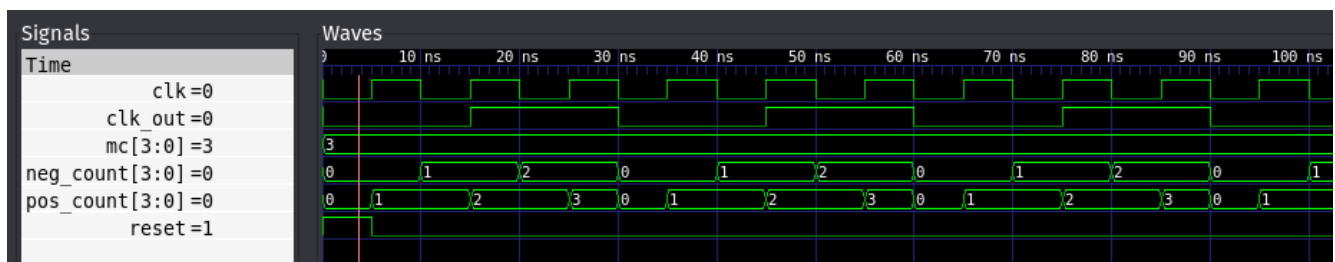 Signals
Waves
Time
0 10 ns 20 ns 30 ns 40 ns 50 ns 60 ns 70 ns 80 ns 90 ns 100 ns
clk =0
clk_out =0
mc[3:0] =3
3
neg_count[3:0] =0
0 1 2 0 1 2 0 1 2 0 1
pos_count[3:0] =0
0 1 2 3 0 1 2 3 0 1 2 3 0 1
reset =1